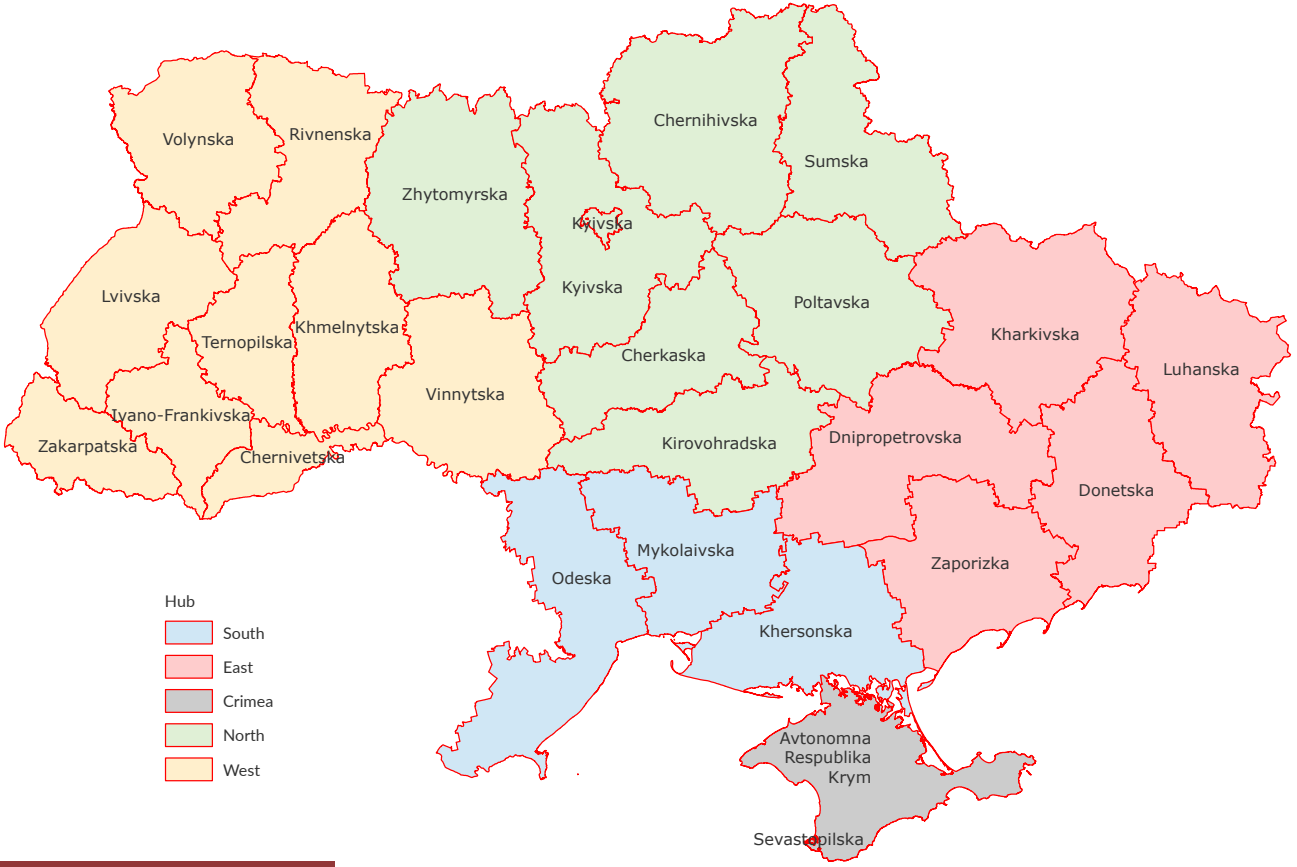 Chernihivska
Volynska
Rivnenska
Sumska
Zhytomyrska
Kyivska
Kyivska
Lvivska
Poltavska
Khmelnytska
Ternopilska
Kharkivska
Cherkaska
Luhanska
Vinnytska
Ivano-Frankivska
Dnipropetrovska
Kirovohradska
Zakarpatska
Chernivetska
Donetska
Mykolaivska
Zaporizka
Odeska
Khersonska
Hub
South
East
Crimea
North
West
Avtonomna
Respublika
Krym
Sevastopilska